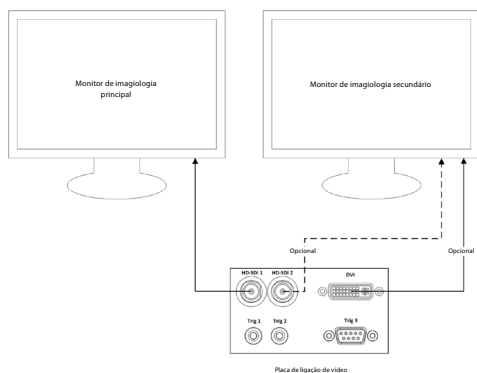 Monitor de imagiologia
principal
Monitor de imagiologia secundário
Opcional
Opcional
HD-SDI 1
HD-SDI 2
DUI
Trig 1
Trig 2
Trig 3
Placa de ligação de vídeo